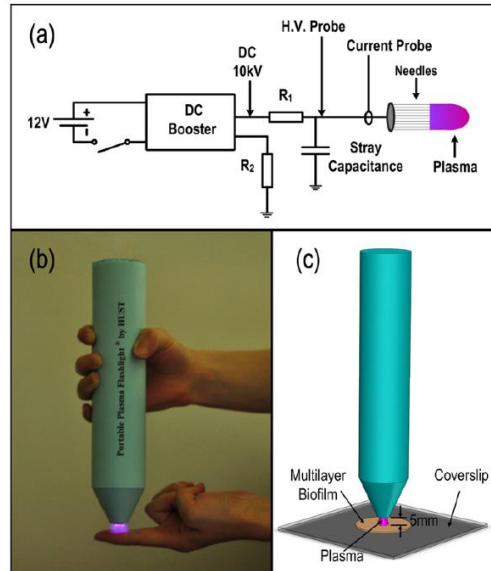 (a)
H.V. Probe
DC
10kV
Current Probe
Needles
R1
12V
+
DC
Booster
R2
Stray
Capacitance
Plasma
(b)
Portable Plasma Flashlight ® by HUST
(c)
Multilayer
Biofilm
Coverslip
5mm
Plasma